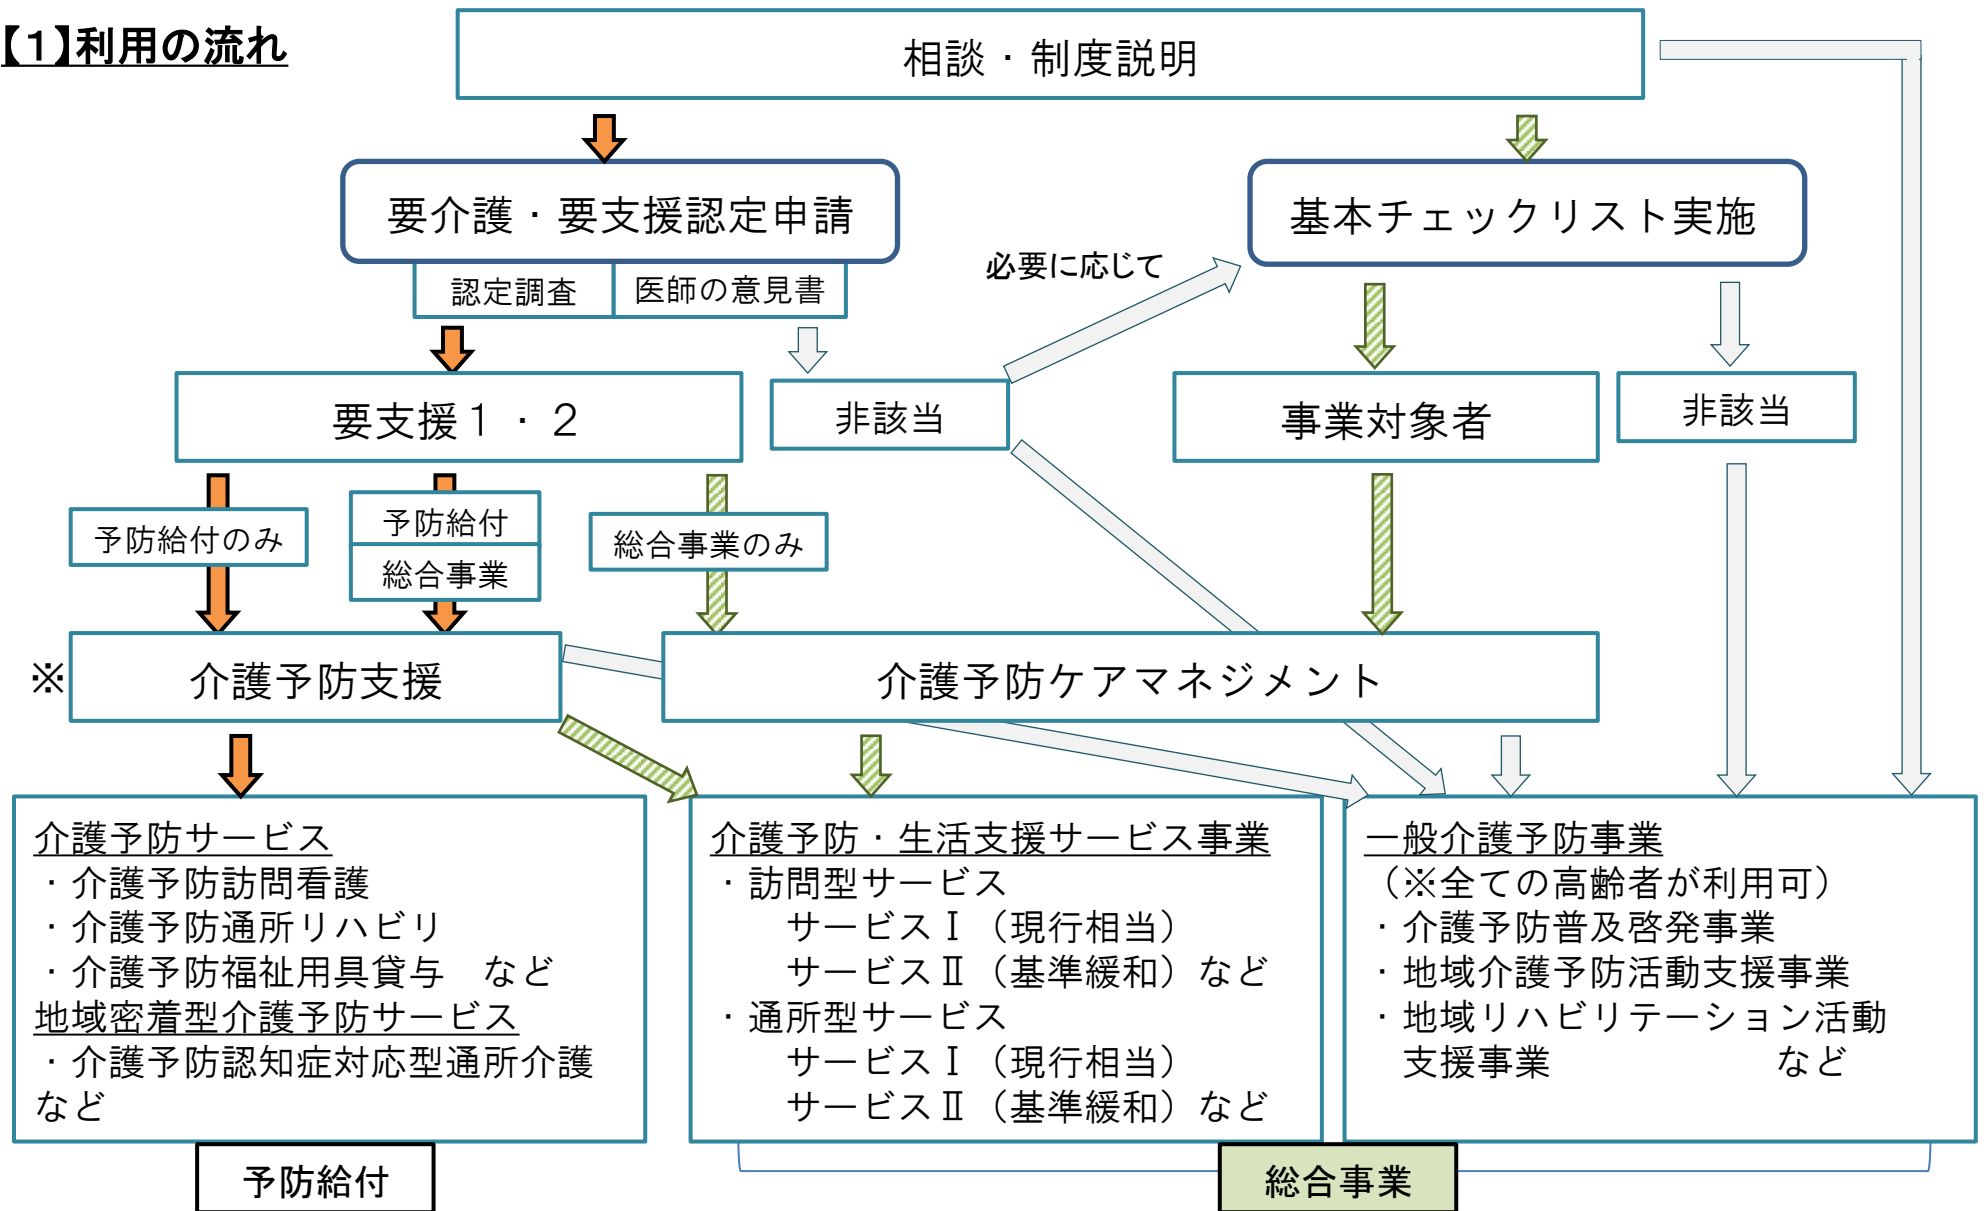 【1】利用の流れ
相談・制度説明
要介護・要支援認定申請
基本チェックリスト実施
認定調査
医師の意見書
必要に応じて
要支援１・２
非該当
事業対象者
非該当
予防給付のみ
予防給付
総合事業
総合事業のみ
※
介護予防支援
介護予防ケアマネジメント
介護予防サービス
・介護予防訪問看護
・介護予防通所リハビリ
・介護予防福祉用具貸与　など
地域密着型介護予防サービス
・介護予防認知症対応型通所介護
など
介護予防・生活支援サービス事業
・訪問型サービス
サービスⅠ（現行相当）
サービスⅡ（基準緩和）など
・通所型サービス
サービスⅠ（現行相当）
サービスⅡ（基準緩和）など
一般介護予防事業
（※全ての高齢者が利用可）
・介護予防普及啓発事業
・地域介護予防活動支援事業
・地域リハビリテーション活動
支援事業　　　　　　など
予防給付
総合事業